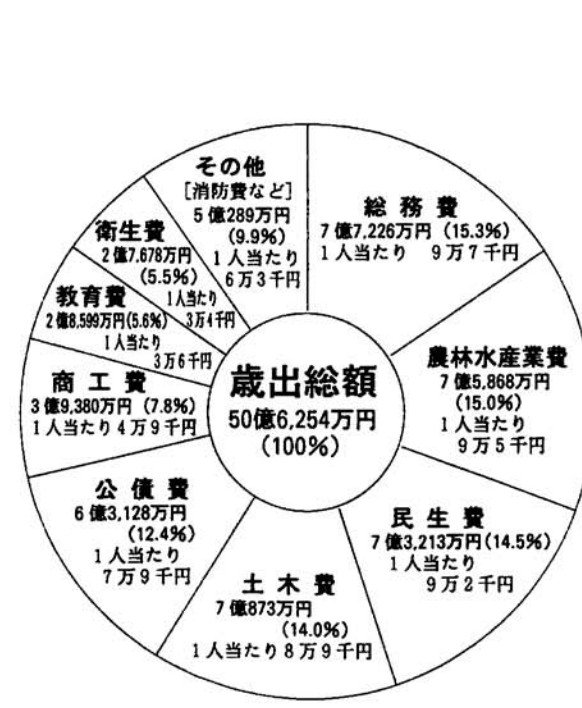 歳出総額
50億6,254万円
(100%)
総務費
7億7,226万円 (15.3%)
1人当たり 9万7千円
農林水産業費
7億5,868万円
(15.0%)
1人当たり
9万5千円
民生費
7億3,213万円(14.5%)
1人当たり
9万2千円
土木費
7億873万円
(14.0%)
1人当たり8万9千円
公債費
6億3,128万円
(12.4%)
1人当たり
7万9千円
商工費
3億9,380万円 (7.8%)
1人当たり4万9千円
教育費
2億8,599万円(5.6%)
1人当たり
3万6千円
衛生費
2億7,678万円
(5.5%)
1人当たり
3万4千円
その他
[消防費など]
5億289万円
(9.9%)
1人当たり
6万3千円